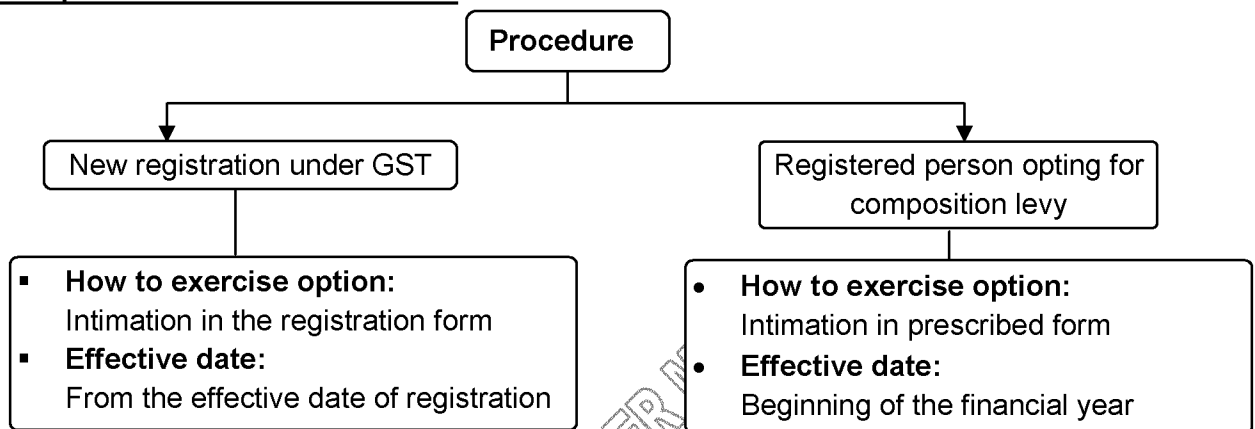 Procedure
New registration under GST
Registered person opting for
composition levy
▪ How to exercise option:
Intimation in the registration form
▪ Effective date:
From the effective date of registration
• How to exercise option:
Intimation in prescribed form
• Effective date:
Beginning of the financial year